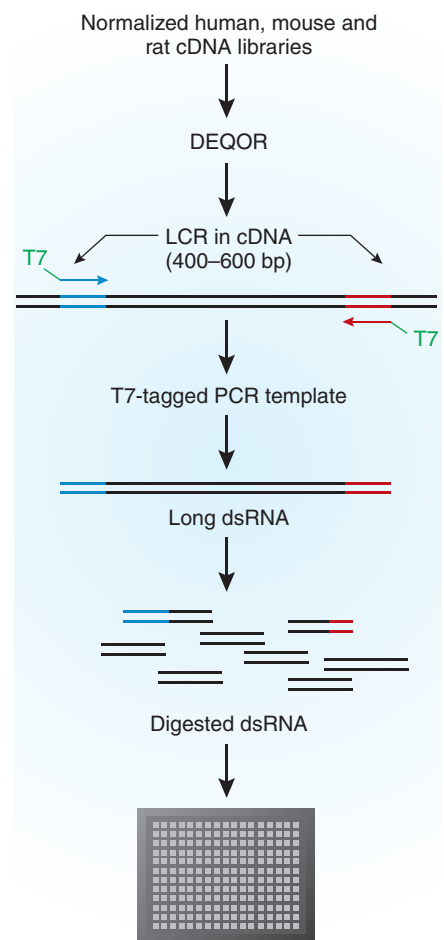 Normalized human, mouse and
rat cDNA libraries
DEQOR
LCR in cDNA
(400–600 bp)
T7
T7
T7-tagged PCR template
Long dsRNA
Digested dsRNA